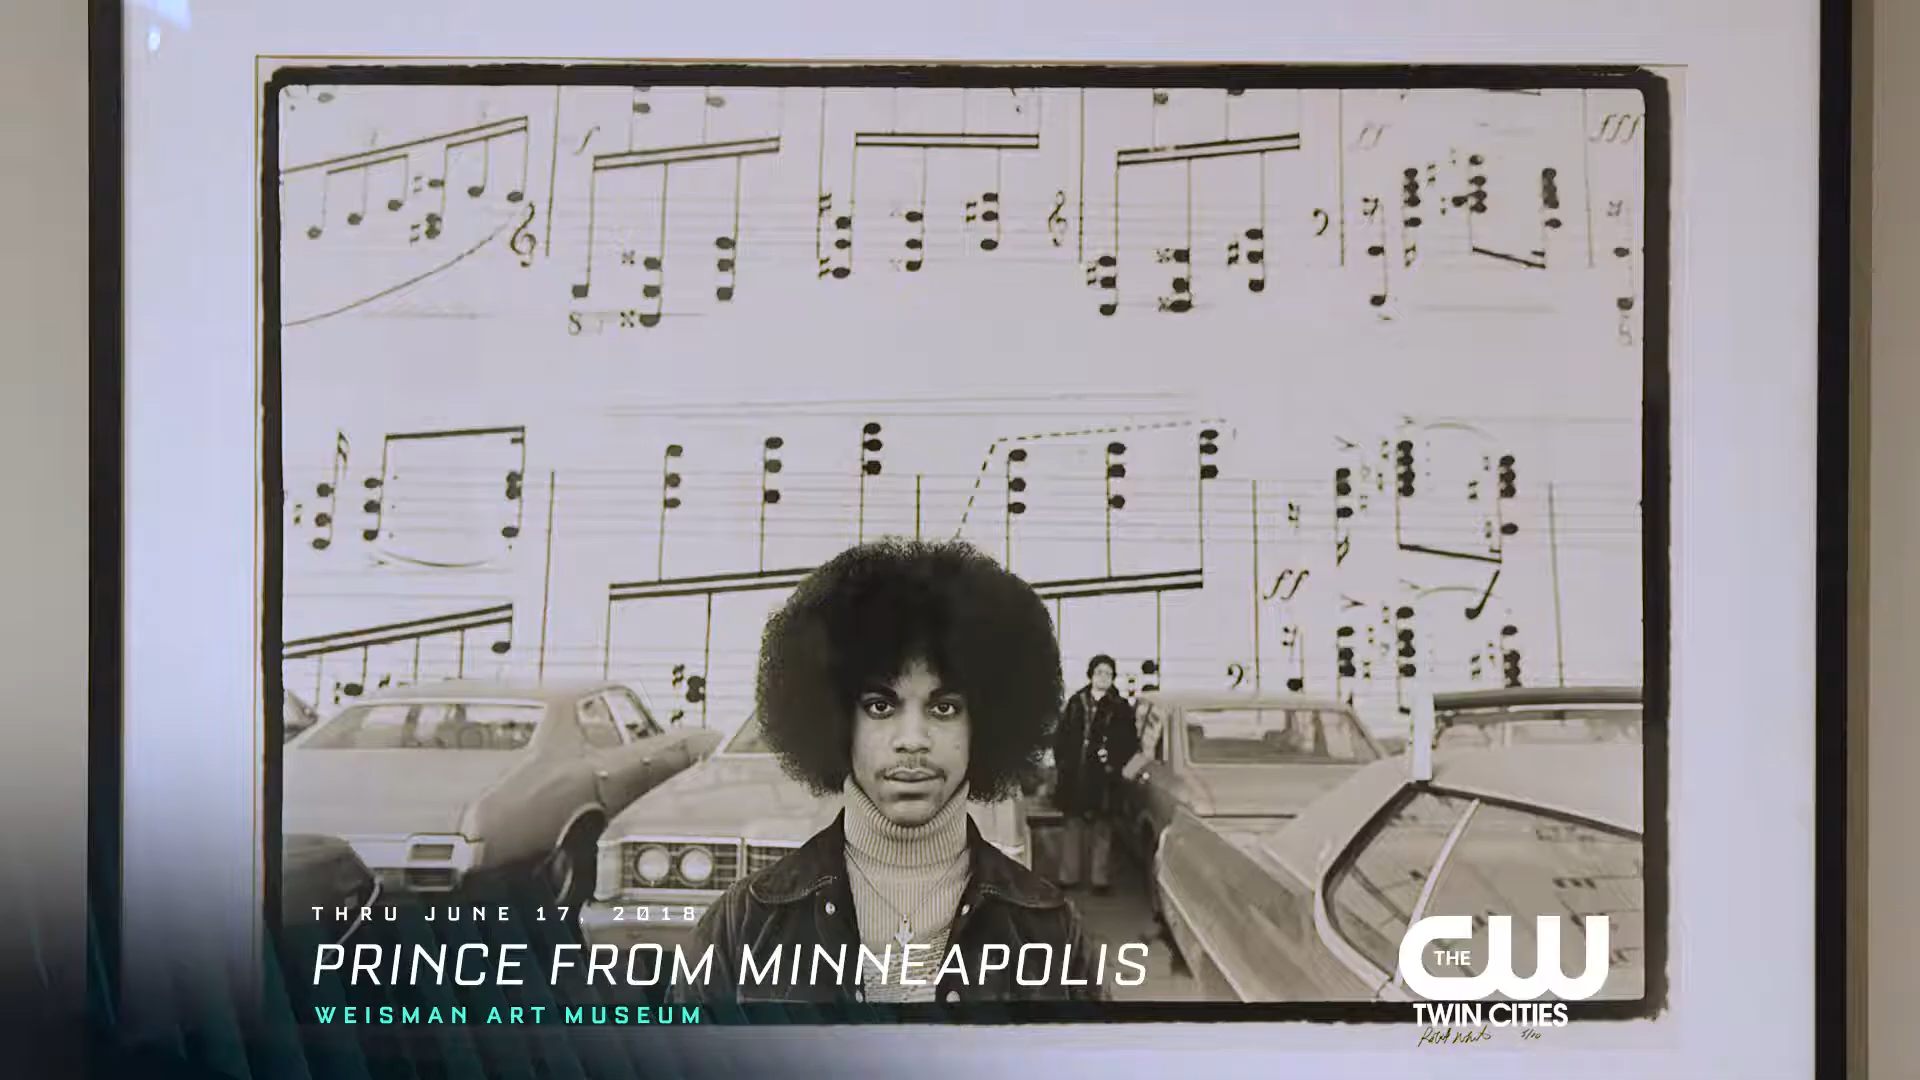 THRU JUNE 17, 2018
PRINCE FROM MINNEAPOLIS
WEISMAN ART MUSEUM
THE CW
TWIN CITIES